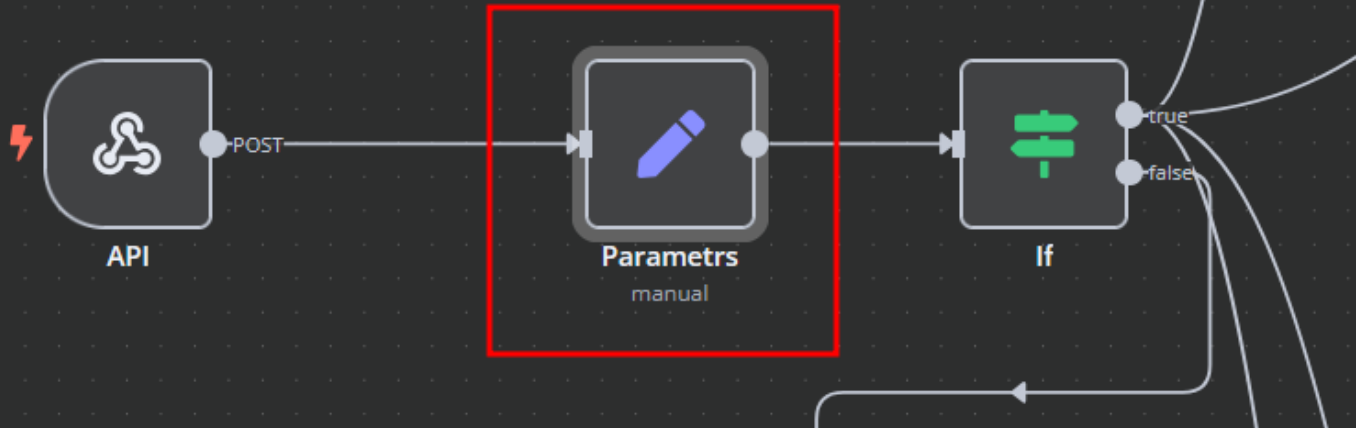 POST
true
false
API
Parametrs
If
manual